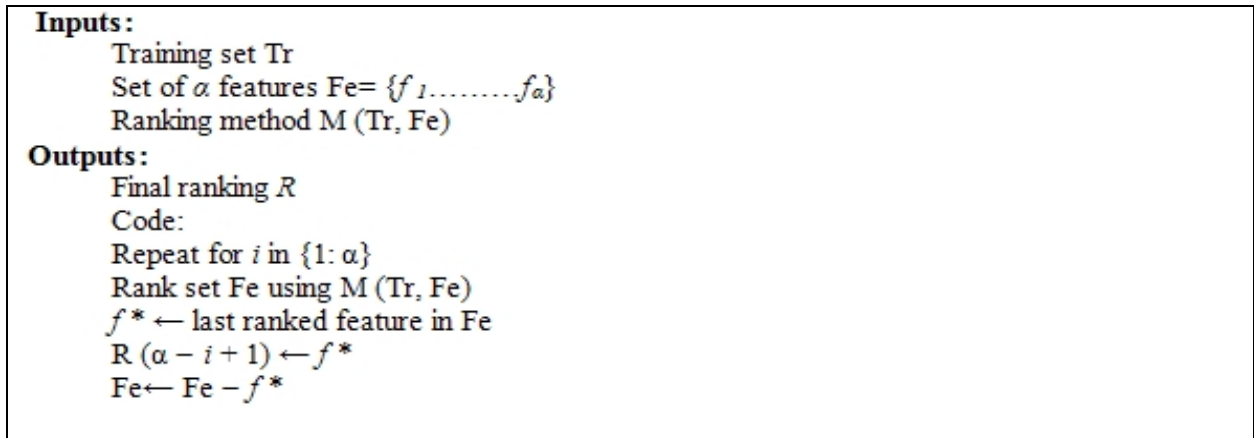 Inputs:
Training set Tr
Set of α features Fe= {f 1.........fα}
Ranking method M (Tr, Fe)
Outputs:
Final ranking R
Code:
Repeat for i in {1: α}
Rank set Fe using M (Tr, Fe)
f * ← last ranked feature in Fe
R (α – i + 1) ← f *
Fe← Fe – f *